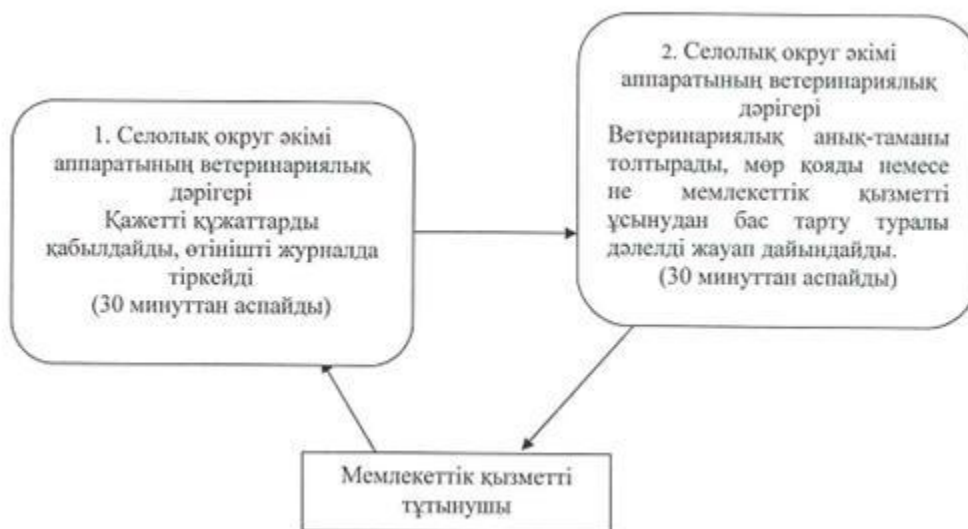 1. Селолық округ әкімі
аппаратының ветеринариялық
дәрігері
Қажетті құжаттарды
қабылдайды, өтінішті журналда
тіркейді
(30 минуттан аспайды)
2. Селолық округ әкімі
аппаратының ветеринариялық
дәрігері
Ветеринариялық анық-таманы
толтырады, мөр қояды немесе
не мемлекеттік қызметті
ұсынудан бас тарту туралы
дәлелді жауап дайындайды.
(30 минуттан аспайды)
Мемлекеттік қызметті
тұтынушы